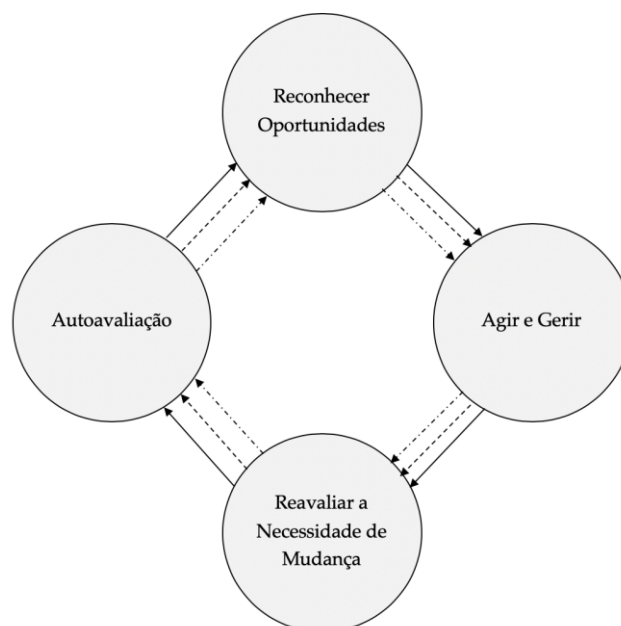 Reconhecer
Oportunidades
Autoavaliação
Agir e Gerir
Reavaliar a
Necessidade de
Mudança